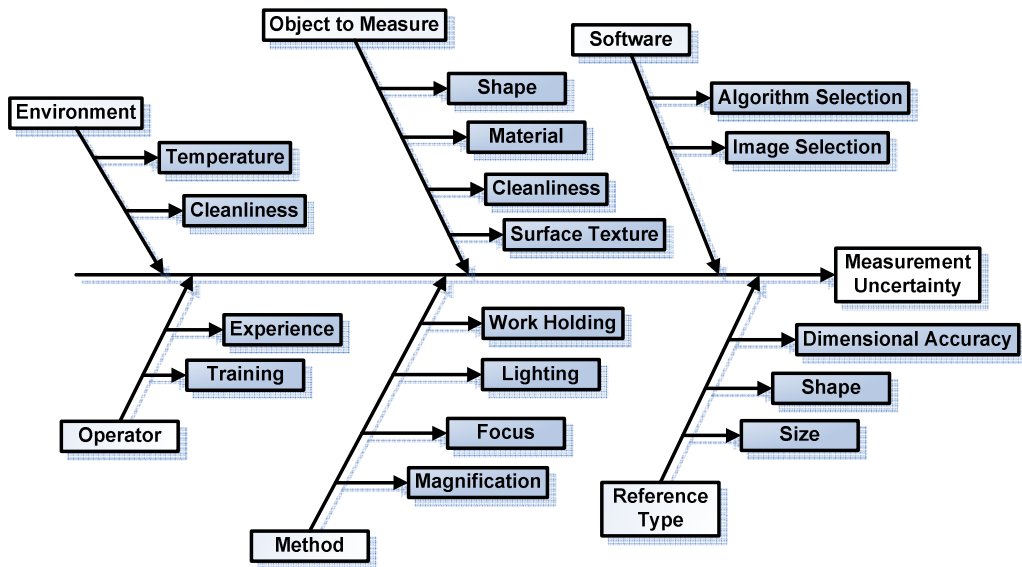 Object to Measure
Software
Shape
Algorithm Selection
Environment
Material
Image Selection
Temperature
Cleanliness
Cleanliness
Surface Texture
Measurement
Uncertainty
Experience
Work Holding
Dimensional Accuracy
Training
Lighting
Shape
Operator
Focus
Size
Magnification
Reference
Type
Method